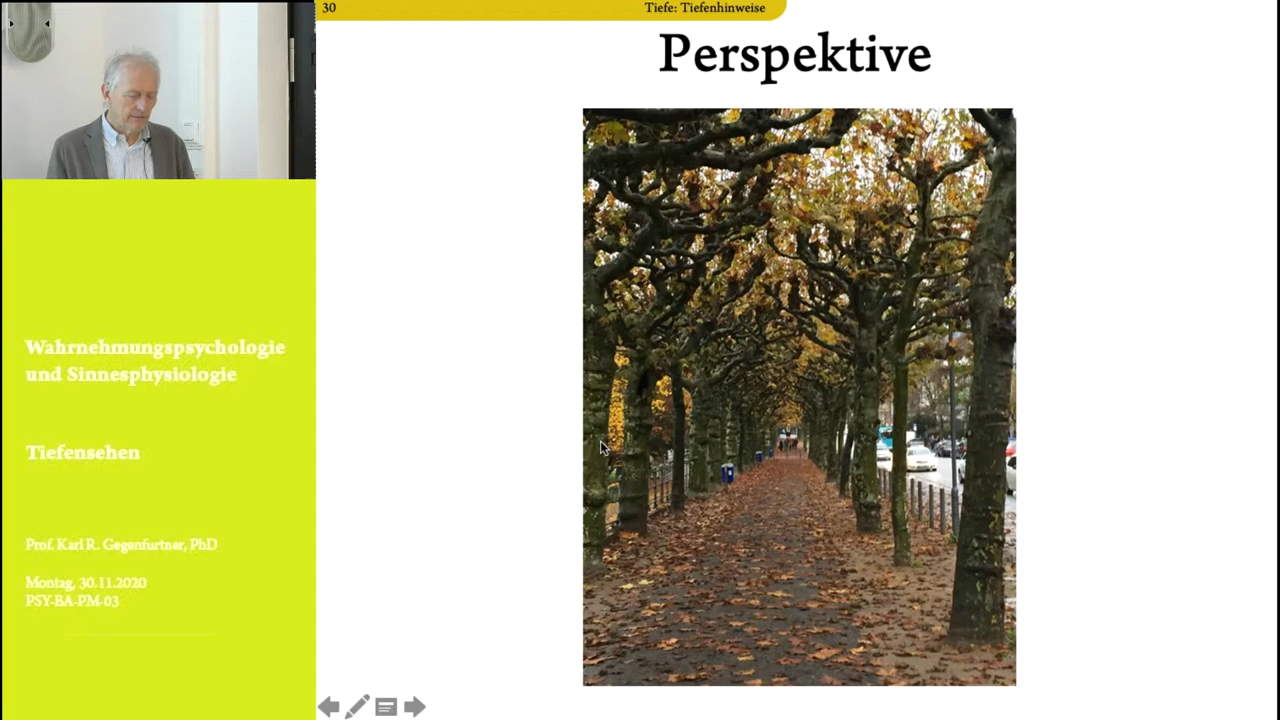 30
Tiefe: Tiefenhinweise
Perspektive
Wahrnehmungspsychologie
und Sinnesphysiologie
Tiefensehen
Prof. Karl R. Gegenfurtner, PhD
Montag, 30.11.2020
PSY-BA-PM-03